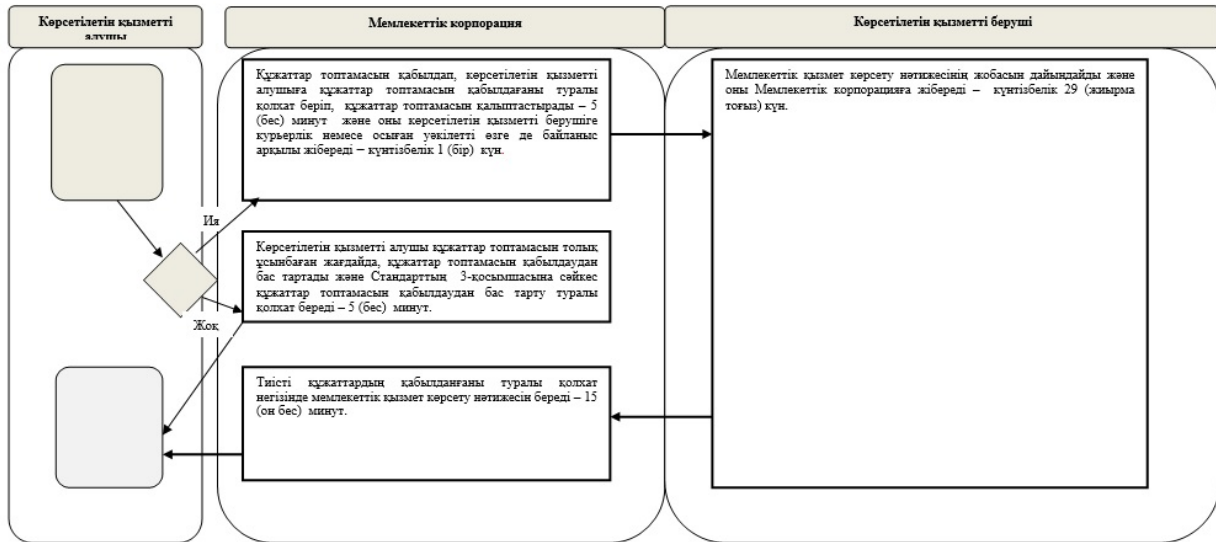 Көрсетілетін қызметті
алушы
Мемлекеттік корпорация
Көрсетілетін қызметті беруші
Құжаттар топтамасын қабылдап, көрсетілетін қызметті
алушыға құжаттар топтамасын қабылдағаны туралы
қолхат беріп, құжаттар топтамасын қалыптастырады – 5
(бес) минут және оны көрсетілетін қызметті берушіге
курьерлік немесе осыған уәкілетті өзге де байланыс
арқылы жібереді – күнтізбелік 1 (бір) күн.
Мемлекеттік қызмет көрсету нәтижесінің жобасын дайындайды және
оны Мемлекеттік корпорацияға жібереді – күнтізбелік 29 (жиырма
тоғыз) күн.
Ия
Көрсетілетін қызметті алушы құжаттар топтамасын толық
ұсынбаған жағдайда, құжаттар топтамасын қабылдаудан
бас тартады және Стандарттың 3-қосымшасына сәйкес
құжаттар топтамасын қабылдаудан бас тарту туралы
қолхат береді – 5 (бес) минут.
Жоқ
Тиісті құжаттардың қабылданғаны туралы қолхат
негізінде мемлекеттік қызмет көрсету нәтижесін береді – 15
(он бес) минут.